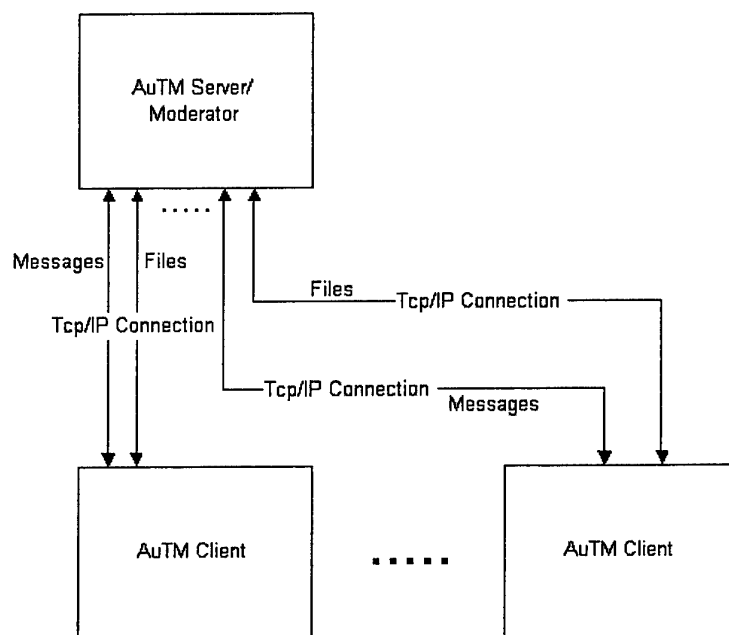 AuTM Server/
Moderator
Messages
Files
Tcp/IP Connection
Files
Tcp/IP Connection
Tcp/IP Connection
Messages
AuTM Client
AuTM Client